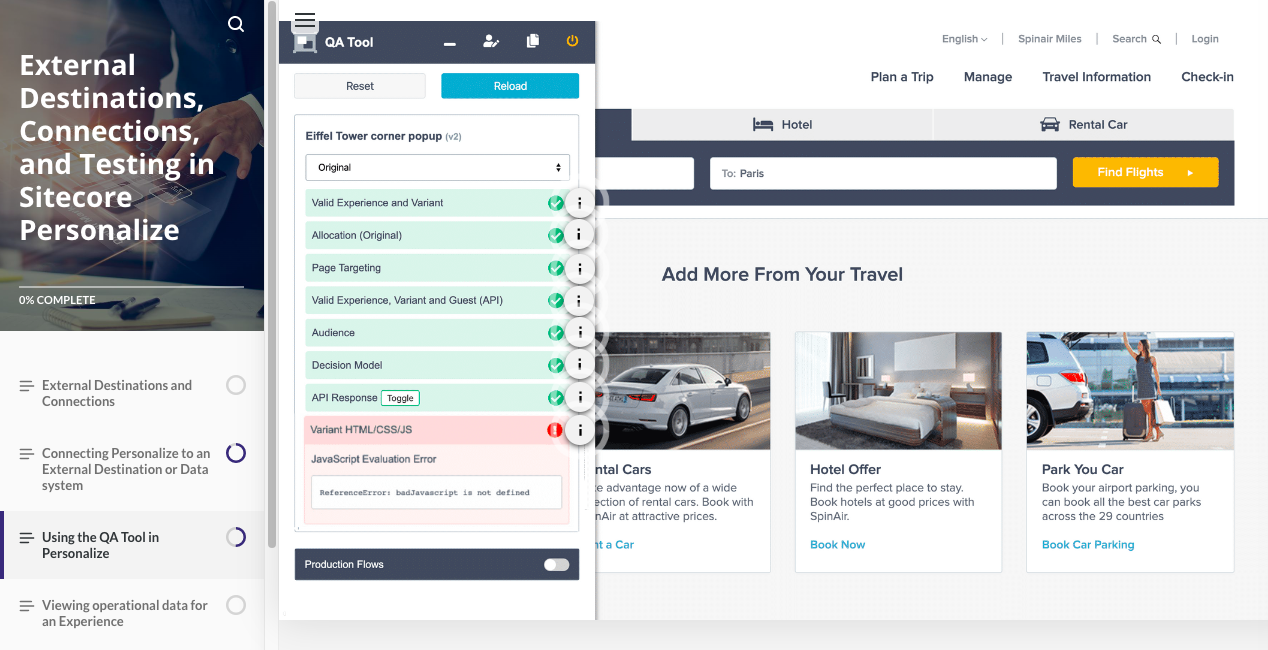 External
Destinations,
Connections,
and Testing in
Sitecore
Personalize
0% COMPLETE
External Destinations and
Connections
Connecting Personalize to an
External Destination or Data
system
Using the QA Tool in
Personalize
Viewing operational data for
an Experience
QA Tool
Reset
Reload
Eiffel Tower corner popup (v2)
Original
Valid Experience and Variant
Allocation (Original)
Page Targeting
Valid Experience, Variant and Guest (API)
Audience
Decision Model
API Response Toggle
Variant HTML/CSS/JS
JavaScript Evaluation Error
ReferenceError: badJavascript is not defined
Production Flows
English
Spinair Miles
Search
Login
Plan a Trip
Manage
Travel Information
Check-in
Hotel
Rental Car
To: Paris
Find Flights
Add More From Your Travel
ntal Cars
e advantage now of a wide
ection of rental cars. Book with
nAir at attractive prices.
nt a Car
Hotel Offer
Find the perfect place to stay.
Book hotels at good prices with
SpinAir.
Book Now
Park You Car
Book your airport parking, you
can book all the best car parks
across the 29 countries
Book Car Parking